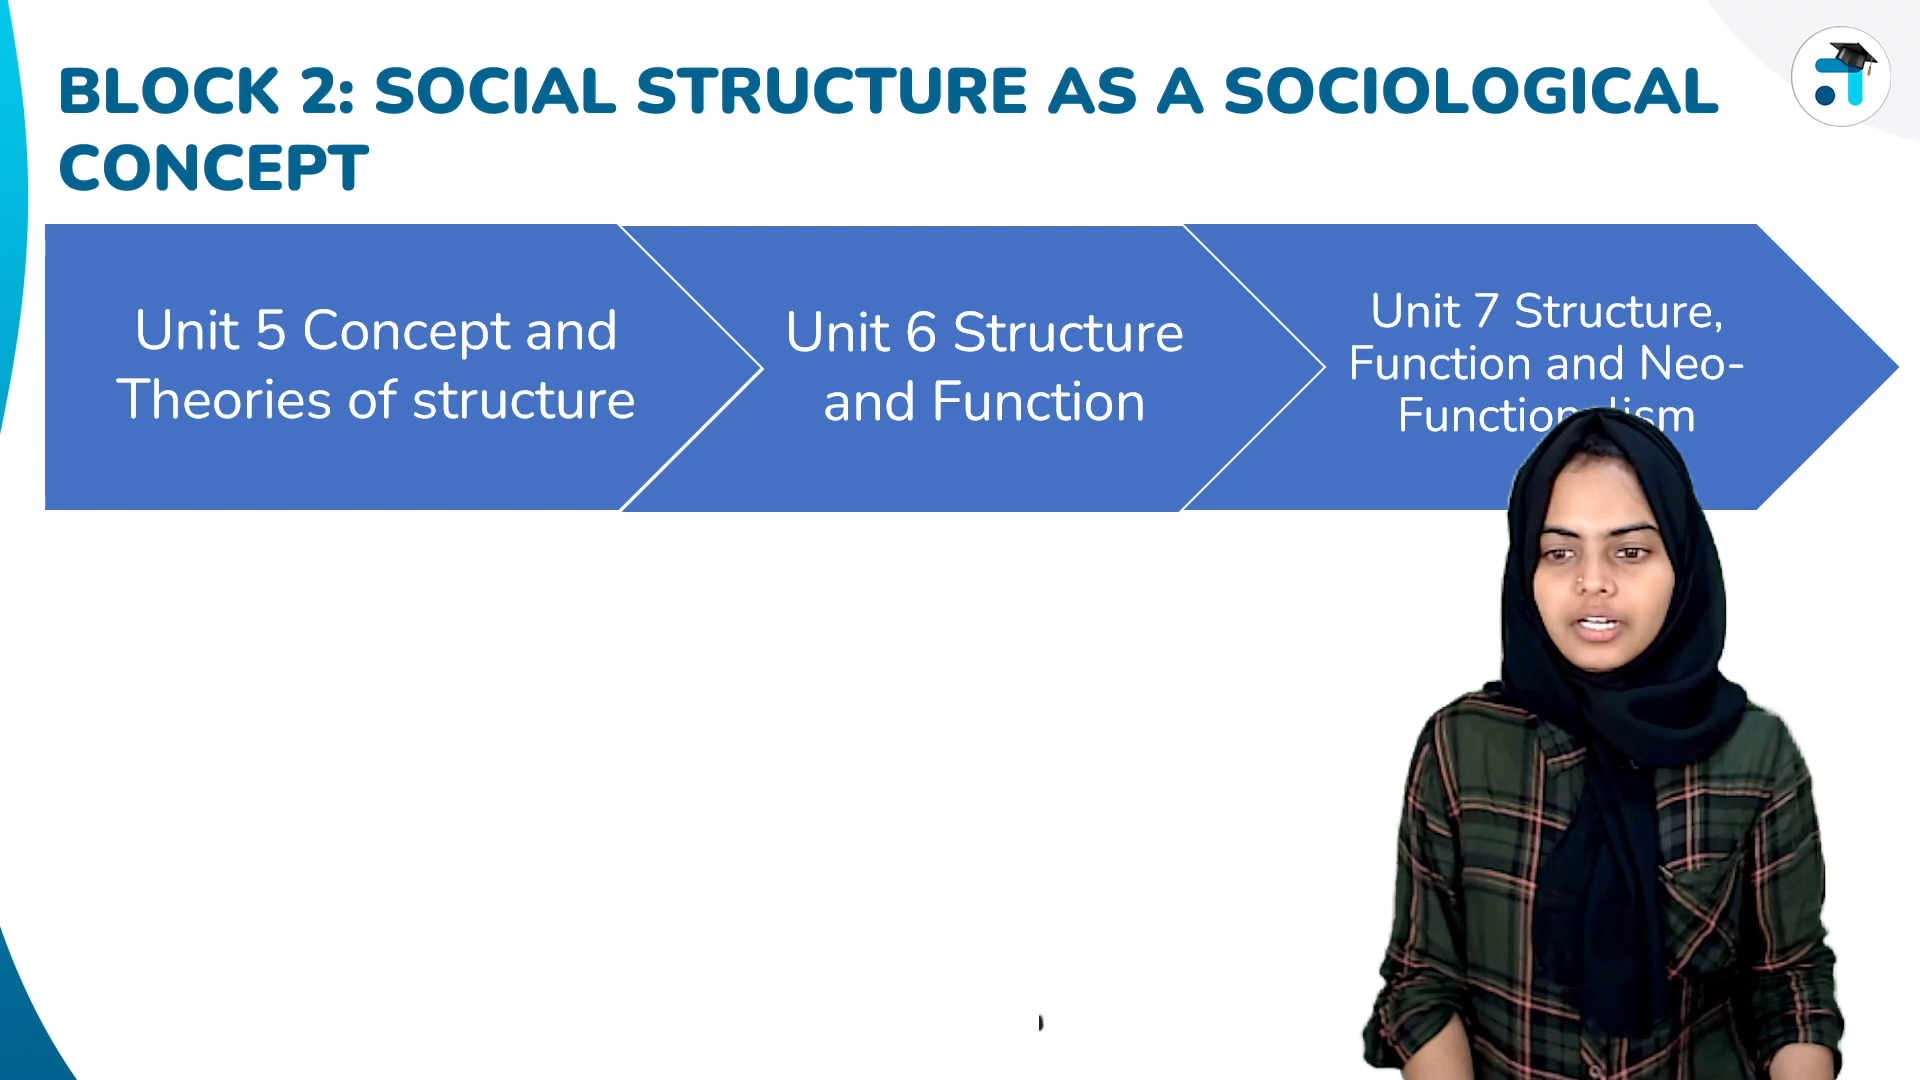 BLOCK 2: SOCIAL STRUCTURE AS A SOCIOLOGICAL
CONCEPT
Unit 5 Concept and
Theories of structure
Unit 6 Structure
and Function
Unit 7 Structure,
Function and Neo-